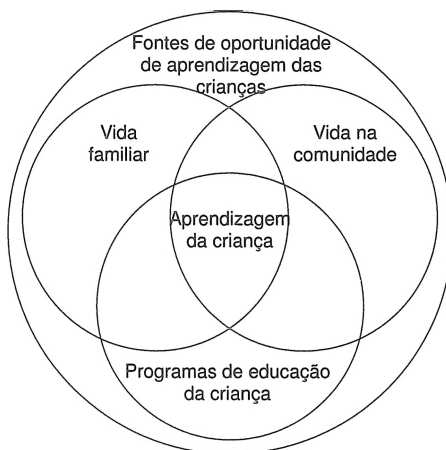 Fontes de oportunidade
de aprendizagem das
crianças
Vida
familiar
Vida na
comunidade
Aprendizagem
da criança
Programas de educação
da criança